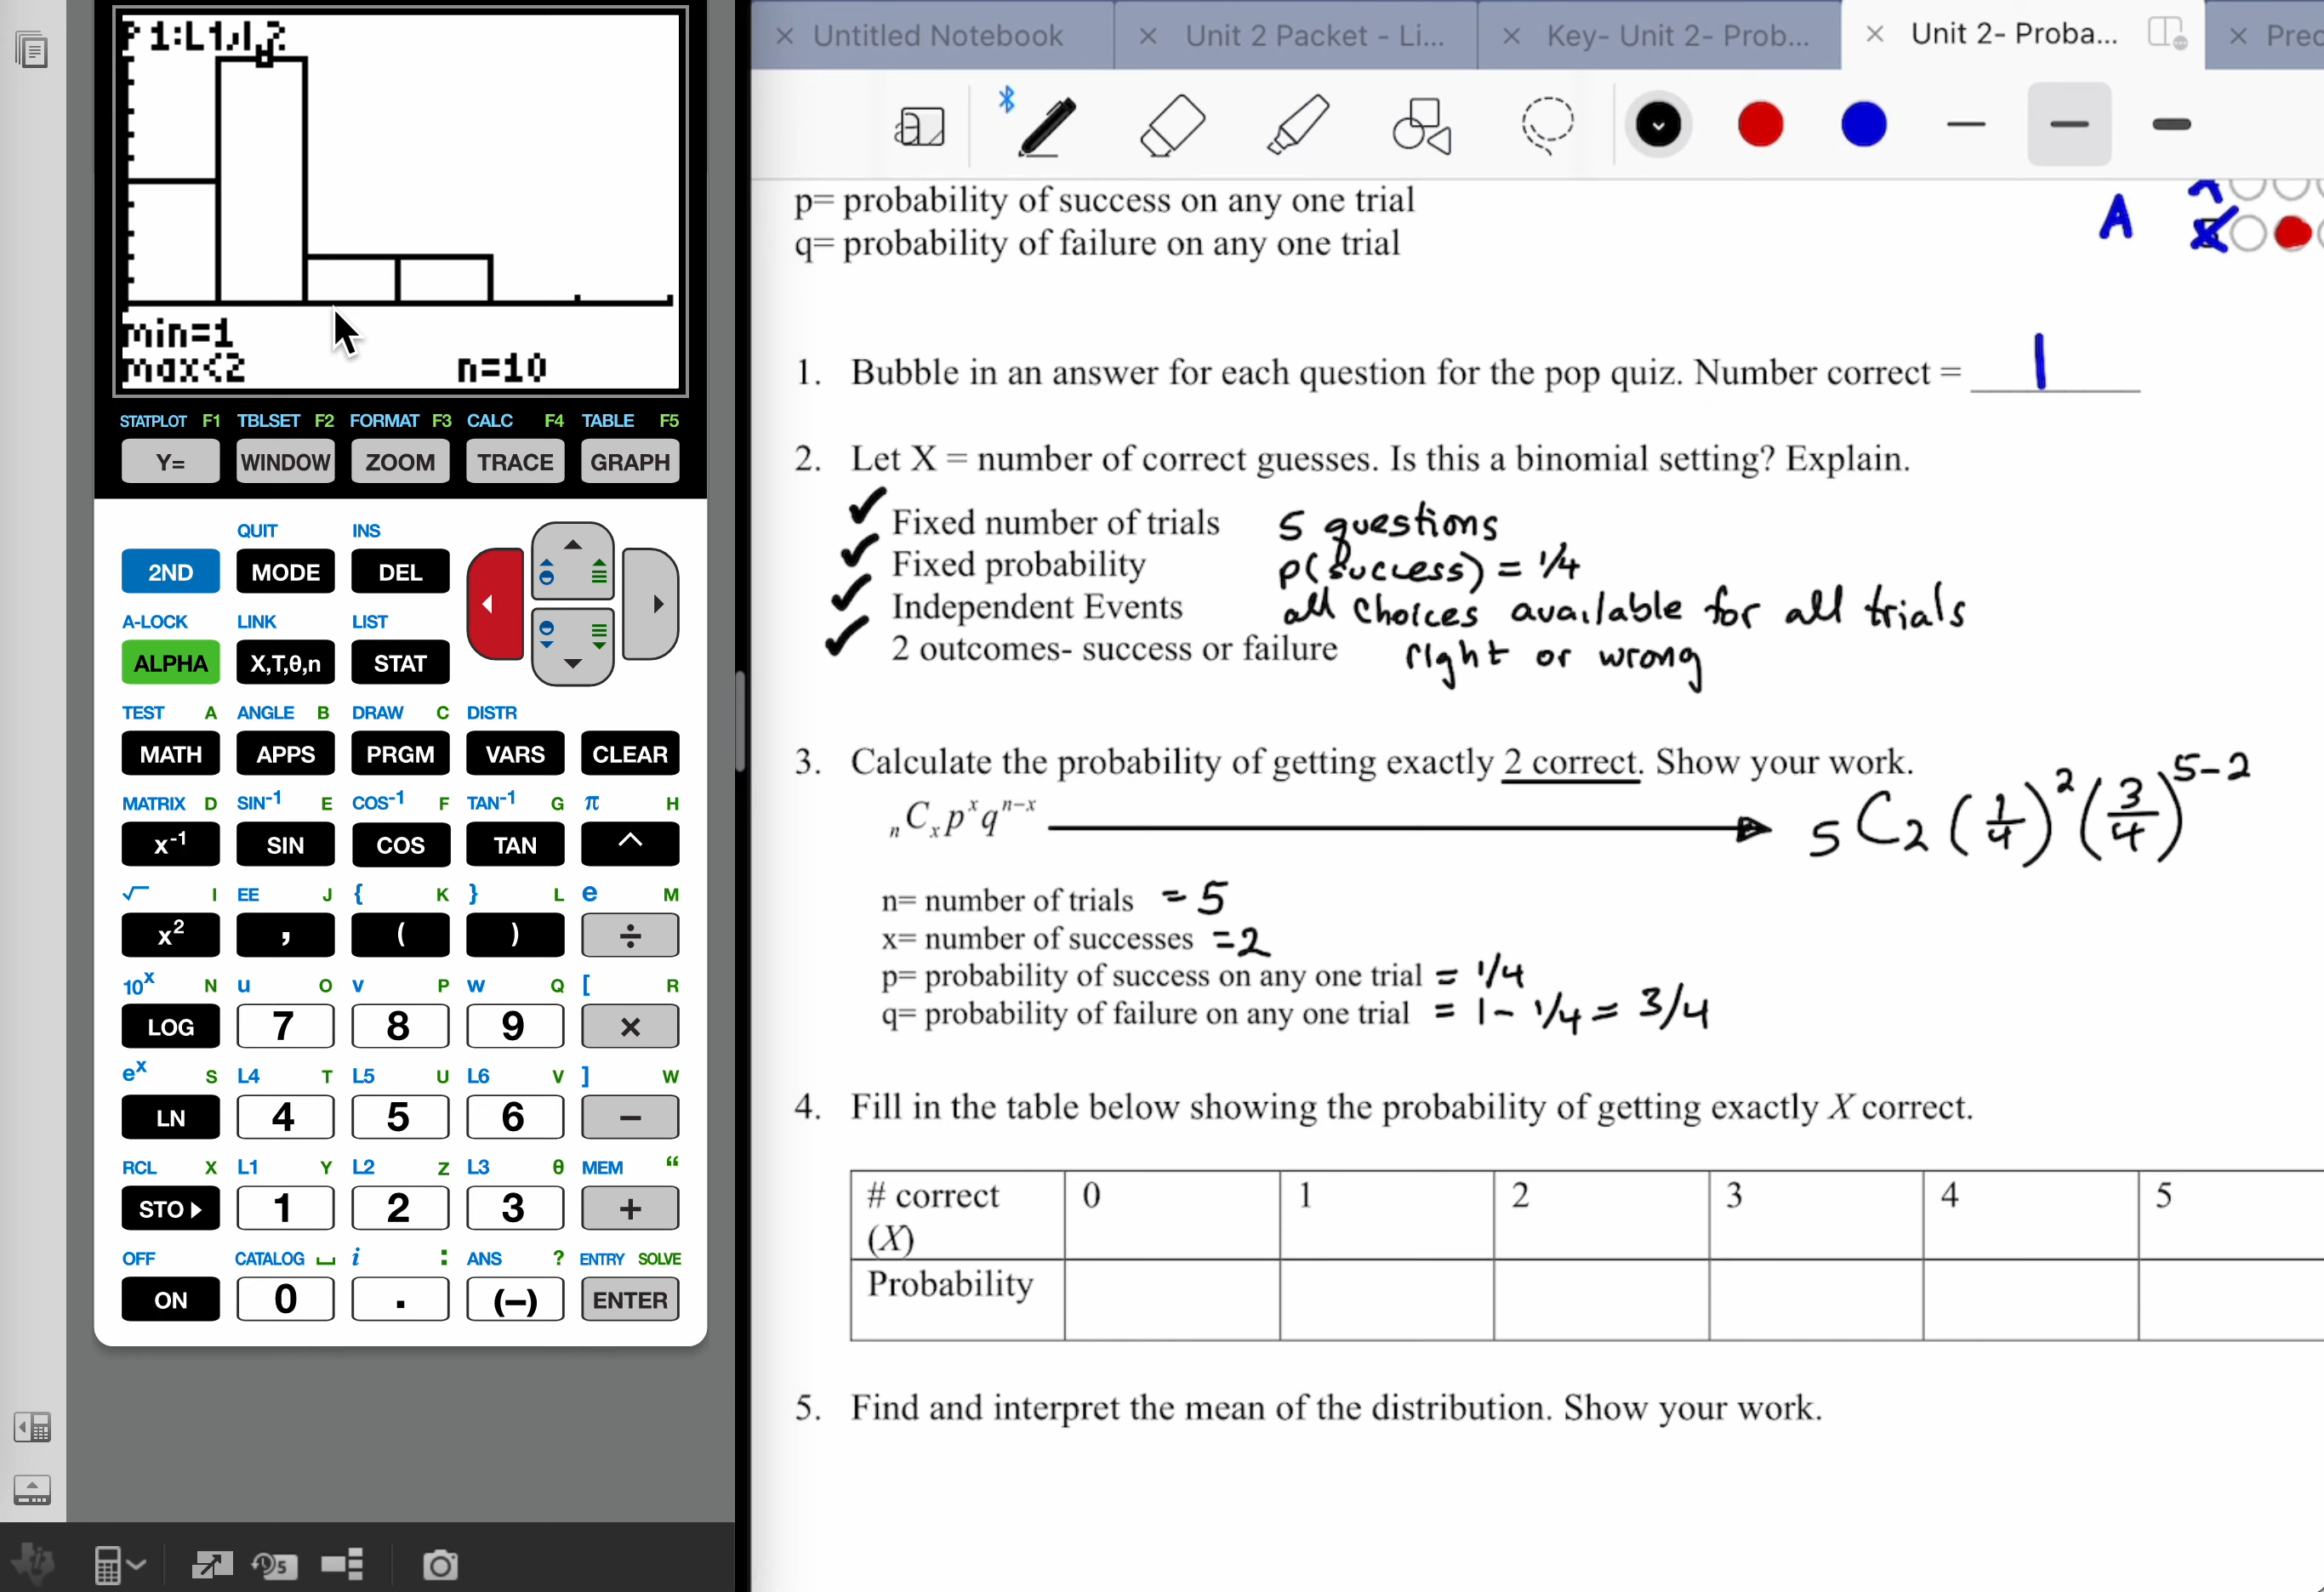 P1:L1,L2
min=1
max<2 n=10
STATPLOT F1 TBLSET F2 FORMAT F3 CALC F4 TABLE F5
Y= WINDOW ZOOM TRACE GRAPH
QUIT INS
2ND MODE DEL
A-LOCK LINK LIST
ALPHA X,T,θ,n STAT
TEST A ANGLE B DRAW C DISTR
MATH APPS PRGM VARS CLEAR
MATRIX D SIN⁻¹ E COS⁻¹ F TAN⁻¹ G π H
x⁻¹ SIN COS TAN ^
√ I EE J { K } L e M
x² , ( ) ÷
10ˣ N u O v P w Q [ R
LOG 7 8 9 ×
eˣ S L4 T L5 U L6 V ] W
LN 4 5 6 −
RCL X L1 Y L2 Z L3 θ MEM “
STO▶ 1 2 3 +
OFF CATALOG ⎵ i : ANS ? ENTRY SOLVE
ON 0 . (–) ENTER
Untitled Notebook Unit 2 Packet - Li... Key- Unit 2- Prob... Unit 2- Proba...
p= probability of success on any one trial
q= probability of failure on any one trial
A
1. Bubble in an answer for each question for the pop quiz. Number correct = 1
2. Let X = number of correct guesses. Is this a binomial setting? Explain.
✓ Fixed number of trials 5 questions
✓ Fixed probability p(success) = 1/4
✓ Independent Events all choices available for all trials
✓ 2 outcomes- success or failure right or wrong
3. Calculate the probability of getting exactly 2 correct. Show your work.
ₙCₓpˣqⁿ⁻ˣ → ₅C₂ (1/4)² (3/4)⁵⁻²
n= number of trials = 5
x= number of successes = 2
p= probability of success on any one trial = 1/4
q= probability of failure on any one trial = 1 - 1/4 = 3/4
4. Fill in the table below showing the probability of getting exactly X correct.
# correct (X) 0 1 2 3 4 5
Probability
5. Find and interpret the mean of the distribution. Show your work.